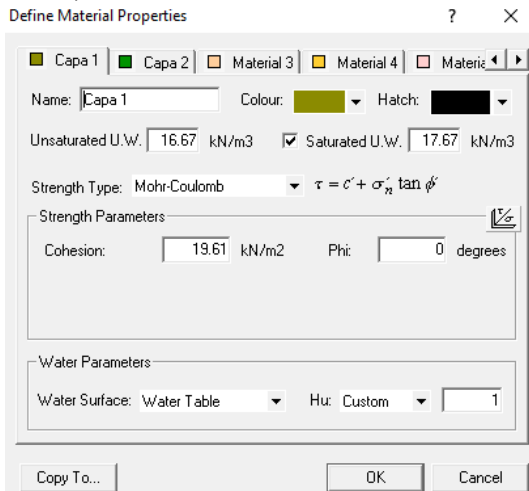 Define Material Properties ? ×
Capa 1 Capa 2 Material 3 Material 4 Materia
Name: Capa 1 Colour: Hatch:
Unsaturated U.W. 16.67 kN/m3 Saturated U.W. 17.67 kN/m3
Strength Type: Mohr-Coulomb τ = c′ + σ′n tan ϕ′
Strength Parameters τ/σ
Cohesion: 19.61 kN/m2 Phi: 0 degrees
Water Parameters
Water Surface: Water Table Hu: Custom 1
Copy To... OK Cancel